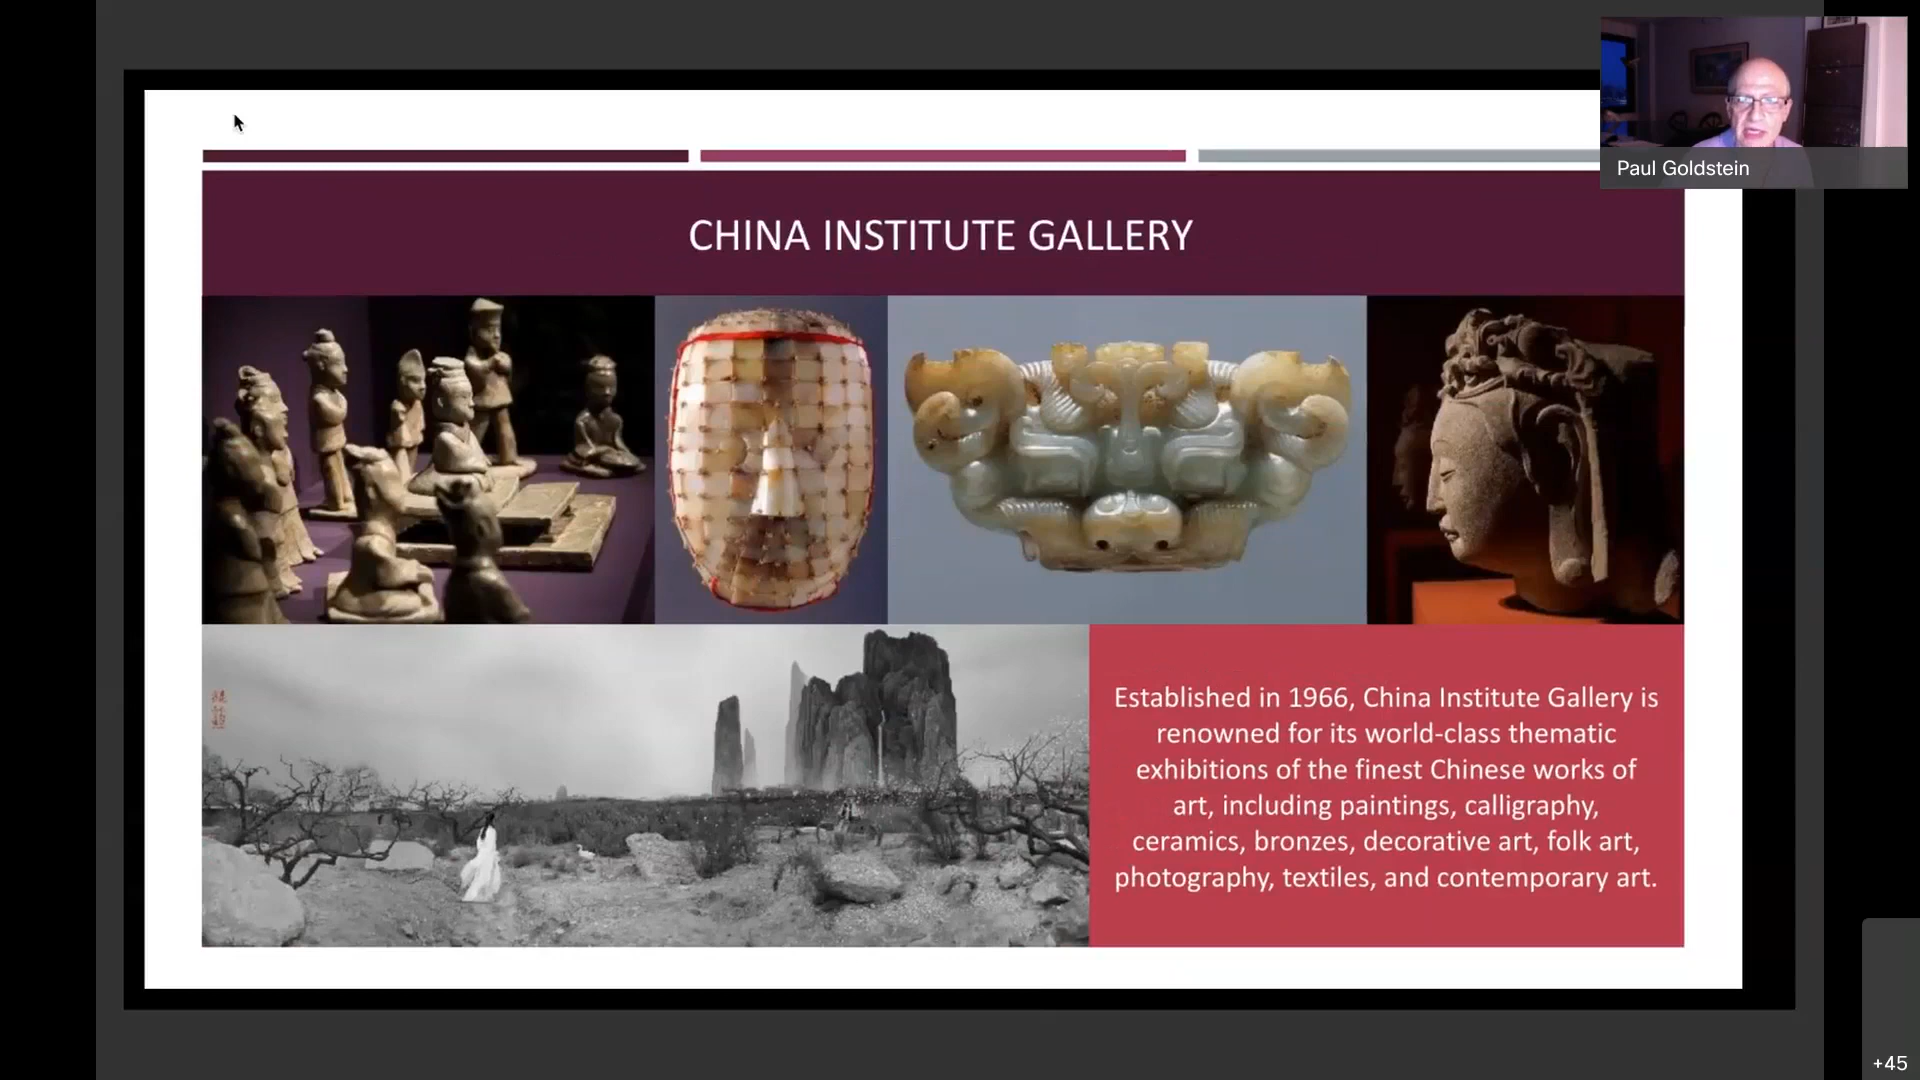 Paul Goldstein
CHINA INSTITUTE GALLERY
Established in 1966, China Institute Gallery is
renowned for its world-class thematic
exhibitions of the finest Chinese works of
art, including paintings, calligraphy,
ceramics, bronzes, decorative art, folk art,
photography, textiles, and contemporary art.
+45